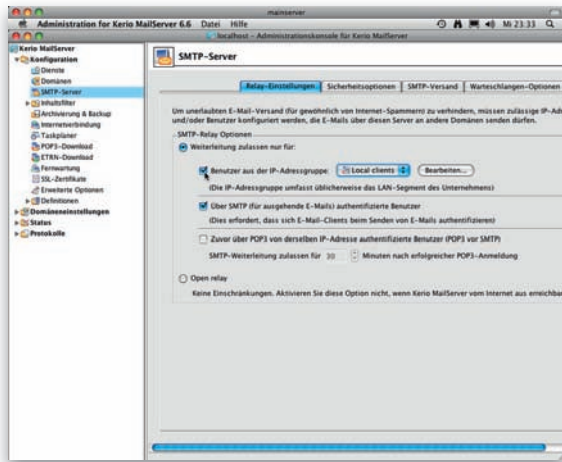 mainserver
Administration for Kerio MailServer 6.6 Datei Hilfe Mi 23:33
localhost - Administrationskonsole für Kerio MailServer
Kerio MailServer
Konfiguration
Dienste
Domänen
SMTP-Server
Inhaltsfilter
Archivierung & Backup
Internetverbindung
Taskplaner
POP3-Download
ETRN-Download
Fernwartung
SSL-Zertifikate
Erweiterte Optionen
Definitionen
Domäneneinstellungen
Status
Protokolle
SMTP-Server
Relay-Einstellungen Sicherheitsoptionen SMTP-Versand Warteschlangen-Optionen
Um unerlaubten E-Mail-Versand (für gewöhnlich von Internet-Spammern) zu verhindern, müssen zulässige IP-Ad
und/oder Benutzer konfiguriert werden, die E-Mails über diesen Server an andere Domänen senden dürfen.
SMTP-Relay Optionen
Weiterleitung zulassen nur für:
Benutzer aus der IP-Adressgruppe: Local clients Bearbeiten...
(Die IP-Adressgruppe umfasst üblicherweise das LAN-Segment des Unternehmens)
Über SMTP (für ausgehende E-Mails) authentifizierte Benutzer
(Dies erfordert, dass sich E-Mail-Clients beim Senden von E-Mails authentifizieren)
Zuvor über POP3 von derselben IP-Adresse authentifizierte Benutzer (POP3 vor SMTP)
SMTP-Weiterleitung zulassen für 30 Minuten nach erfolgreicher POP3-Anmeldung
Open relay
Keine Einschränkungen. Aktivieren Sie diese Option nicht, wenn Kerio MailServer vom Internet aus erreichba